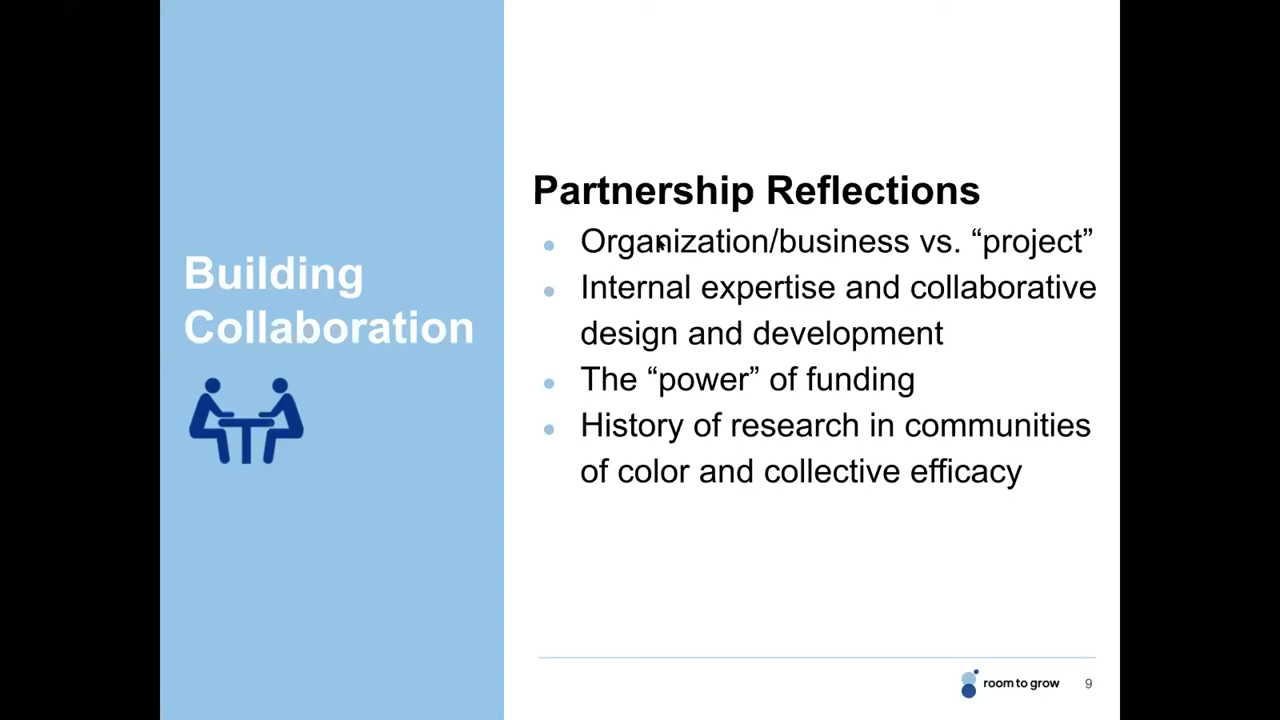 Building
Collaboration
Partnership Reflections
Organization/business vs. “project”
Internal expertise and collaborative
design and development
The “power” of funding
History of research in communities
of color and collective efficacy
room to grow
9